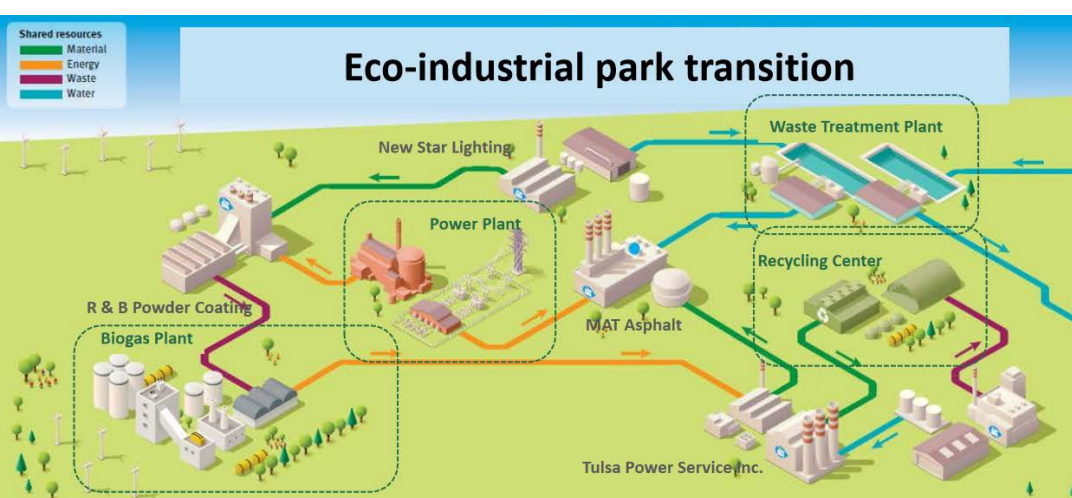 Shared resources
Material
Energy
Waste
Water
Eco-industrial park transition
Waste Treatment Plant
New Star Lighting
Power Plant
Recycling Center
R & B Powder Coating
MAT Asphalt
Biogas Plant
Tulsa Power Service Inc.